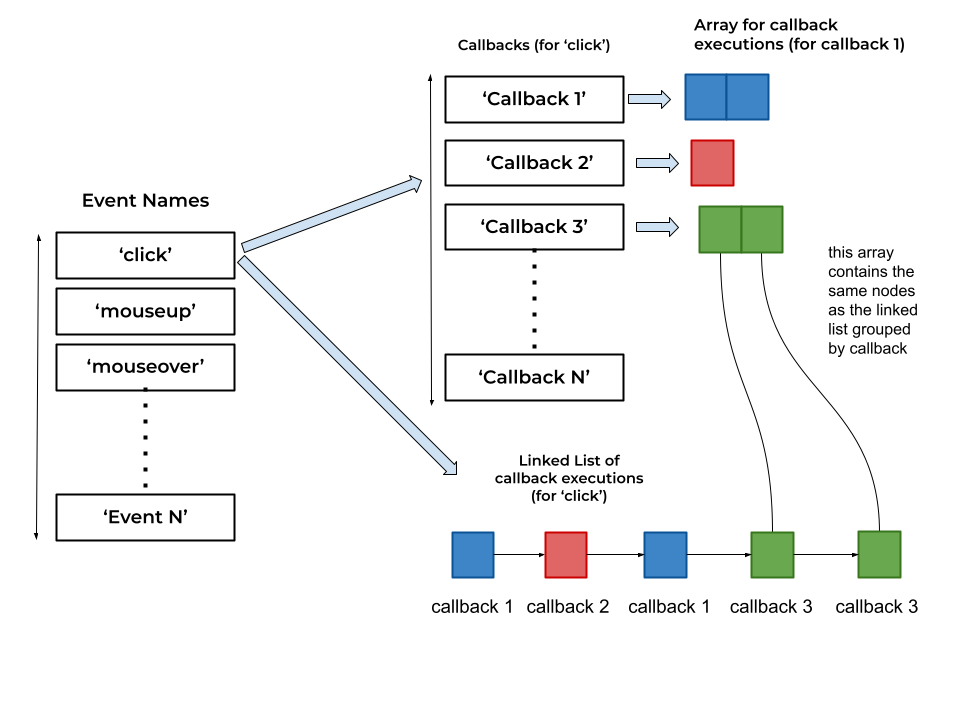 Array for callback
executions (for callback 1)
Callbacks (for ‘click’)
‘Callback 1’
‘Callback 2’
‘Callback 3’
‘Callback N’
Event Names
‘click’
‘mouseup’
‘mouseover’
‘Event N’
this array
contains the
same nodes
as the linked
list grouped
by callback
Linked List of
callback executions
(for ‘click’)
callback 1 callback 2 callback 1 callback 3 callback 3